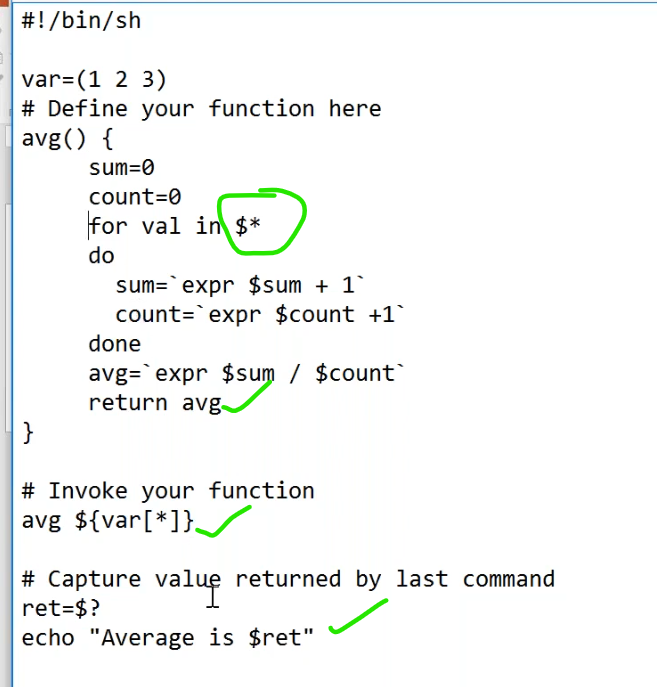 #!/bin/sh
var=(1 2 3)
# Define your function here
avg() {
sum=0
count=0
for val in $*
do
sum=`expr $sum + 1`
count=`expr $count +1`
done
avg=`expr $sum / $count`
return avg
}
# Invoke your function
avg ${var[*]}
# Capture value returned by last command
ret=$?
echo "Average is $ret"